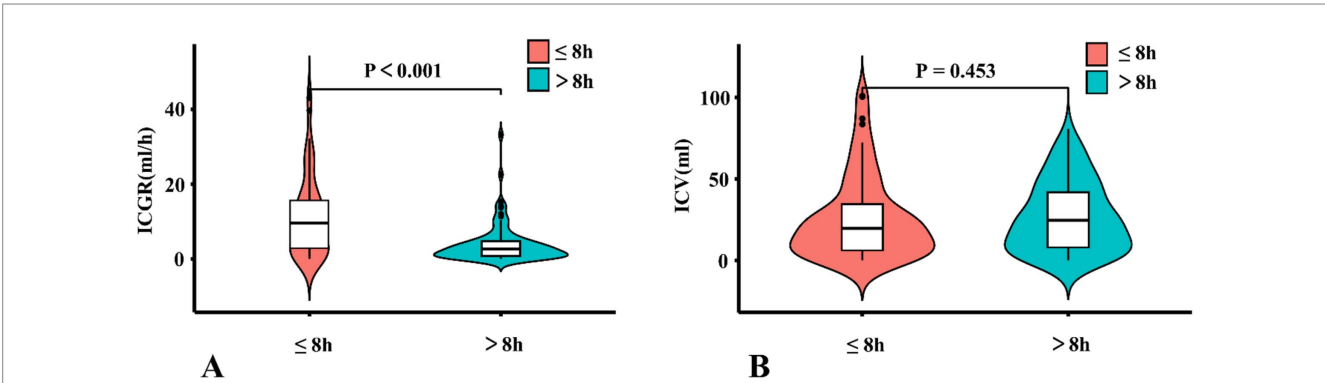 ≤ 8h
> 8h
P < 0.001
40
20
0
ICGR(ml/h)
≤ 8h
> 8h
A
≤ 8h
> 8h
P = 0.453
100
50
0
ICV(ml)
≤ 8h
> 8h
B